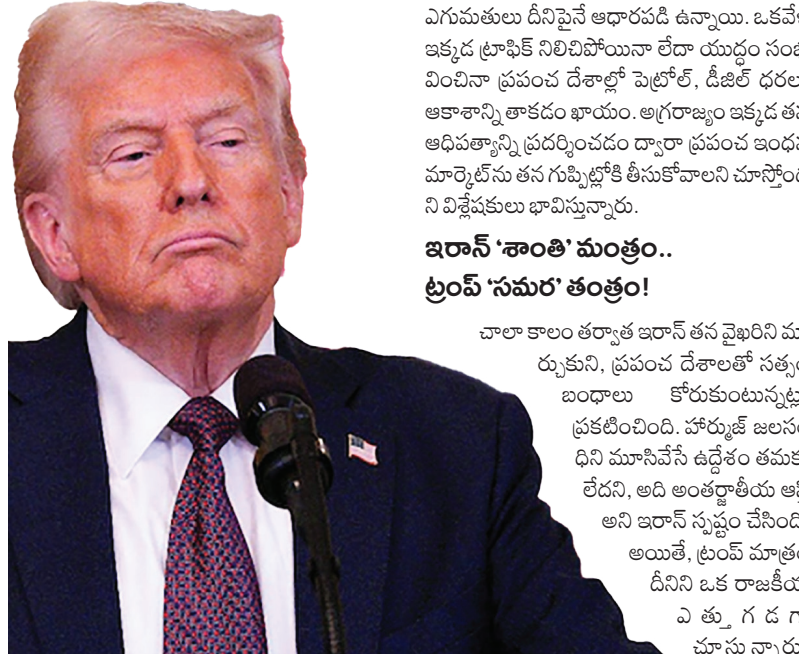 ఎగుమతులు దీనిపైనే ఆధారపడి ఉన్నాయి. ఒకవేళ
ఇక్కడ ట్రాఫిక్ నిలిచిపోయినా లేదా యుద్ధం సంభ
వించినా ప్రపంచ దేశాల్లో పెట్రోల్, డీజిల్ ధరలు
ఆకాశాన్ని తాకడం ఖాయం. అగ్రరాజ్యం ఇక్కడ తన
ఆధిపత్యాన్ని ప్రదర్శించడం ద్వారా ప్రపంచ ఇంధన
మార్కెట్‌ను తన గుప్పిట్లోకి తీసుకోవాలని చూస్తోంద
ని విశ్లేషకులు భావిస్తున్నారు.
ఇరాన్ ‘శాంతి’ మంత్రం..
ట్రంప్ ‘సమర’ తంత్రం!
చాలా కాలం తర్వాత ఇరాన్ తన వైఖరిని మా
ర్చుకుని, ప్రపంచ దేశాలతో సత్సం
బంధాలు కోరుకుంటున్నట్లు
ప్రకటించింది. హార్ముజ్ జలసం
ధిని మూసివేసే ఉద్దేశం తమకు
లేదని, అది అంతర్జాతీయ ఆస్తి
అని ఇరాన్ స్పష్టం చేసింది.
అయితే, ట్రంప్ మాత్రం
దీనిని ఒక రాజకీయ
ఎ త్తు గ డ గా
చూస్తున్నారు.